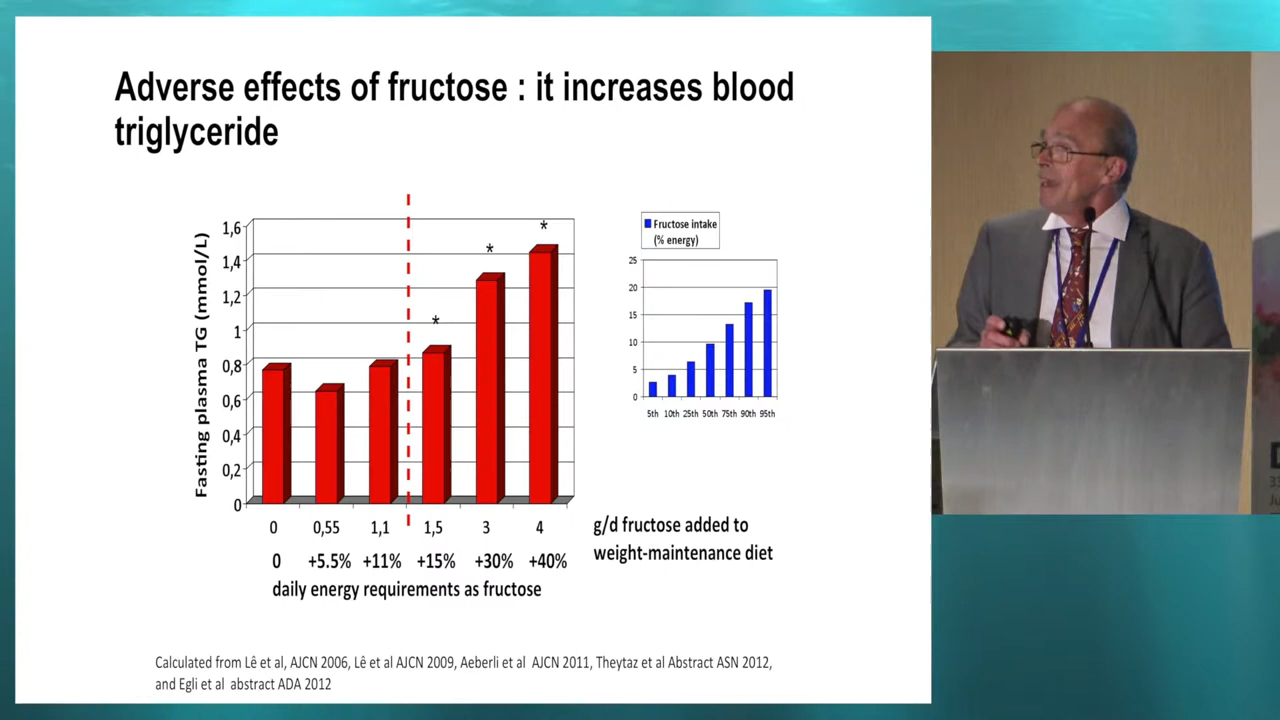 Adverse effects of fructose : it increases blood
triglyceride
Fasting plasma TG (mmol/L)
1,6
1,4
1,2
1
0,8
0,6
0,4
0,2
0
*
*
*
0 0,55 1,1 1,5 3 4
0 +5.5% +11% +15% +30% +40%
daily energy requirements as fructose
g/d fructose added to
weight-maintenance diet
Fructose intake
(% energy)
25
20
15
10
5
0
5th 10th 25th 50th 75th 90th 95th
Calculated from Lê et al, AJCN 2006, Lê et al AJCN 2009, Aeberli et al AJCN 2011, Theytaz et al Abstract ASN 2012,
and Egli et al abstract ADA 2012